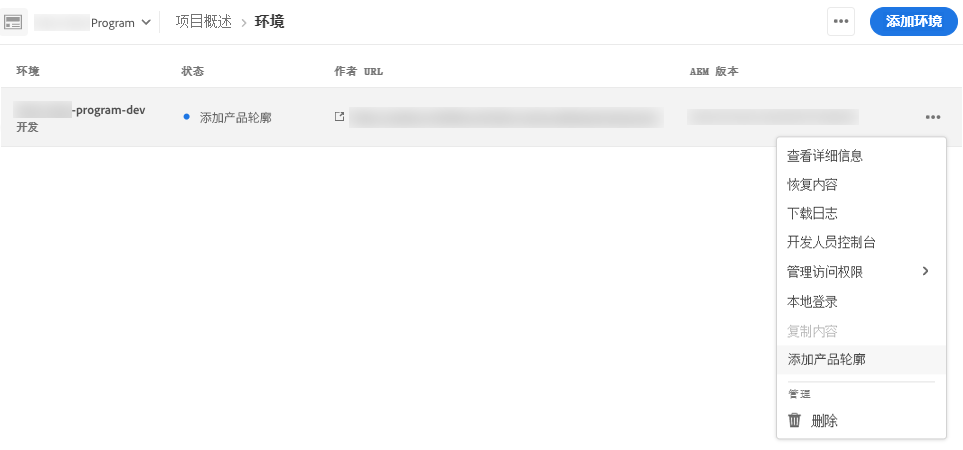 Program 项目概述 > 环境 添加环境
环境 状态 作者 URL AEM 版本
-program-dev
开发
添加产品轮廓
查看详细信息
恢复内容
下载日志
开发人员控制台
管理访问权限
本地登录
复制内容
添加产品轮廓
管理
删除